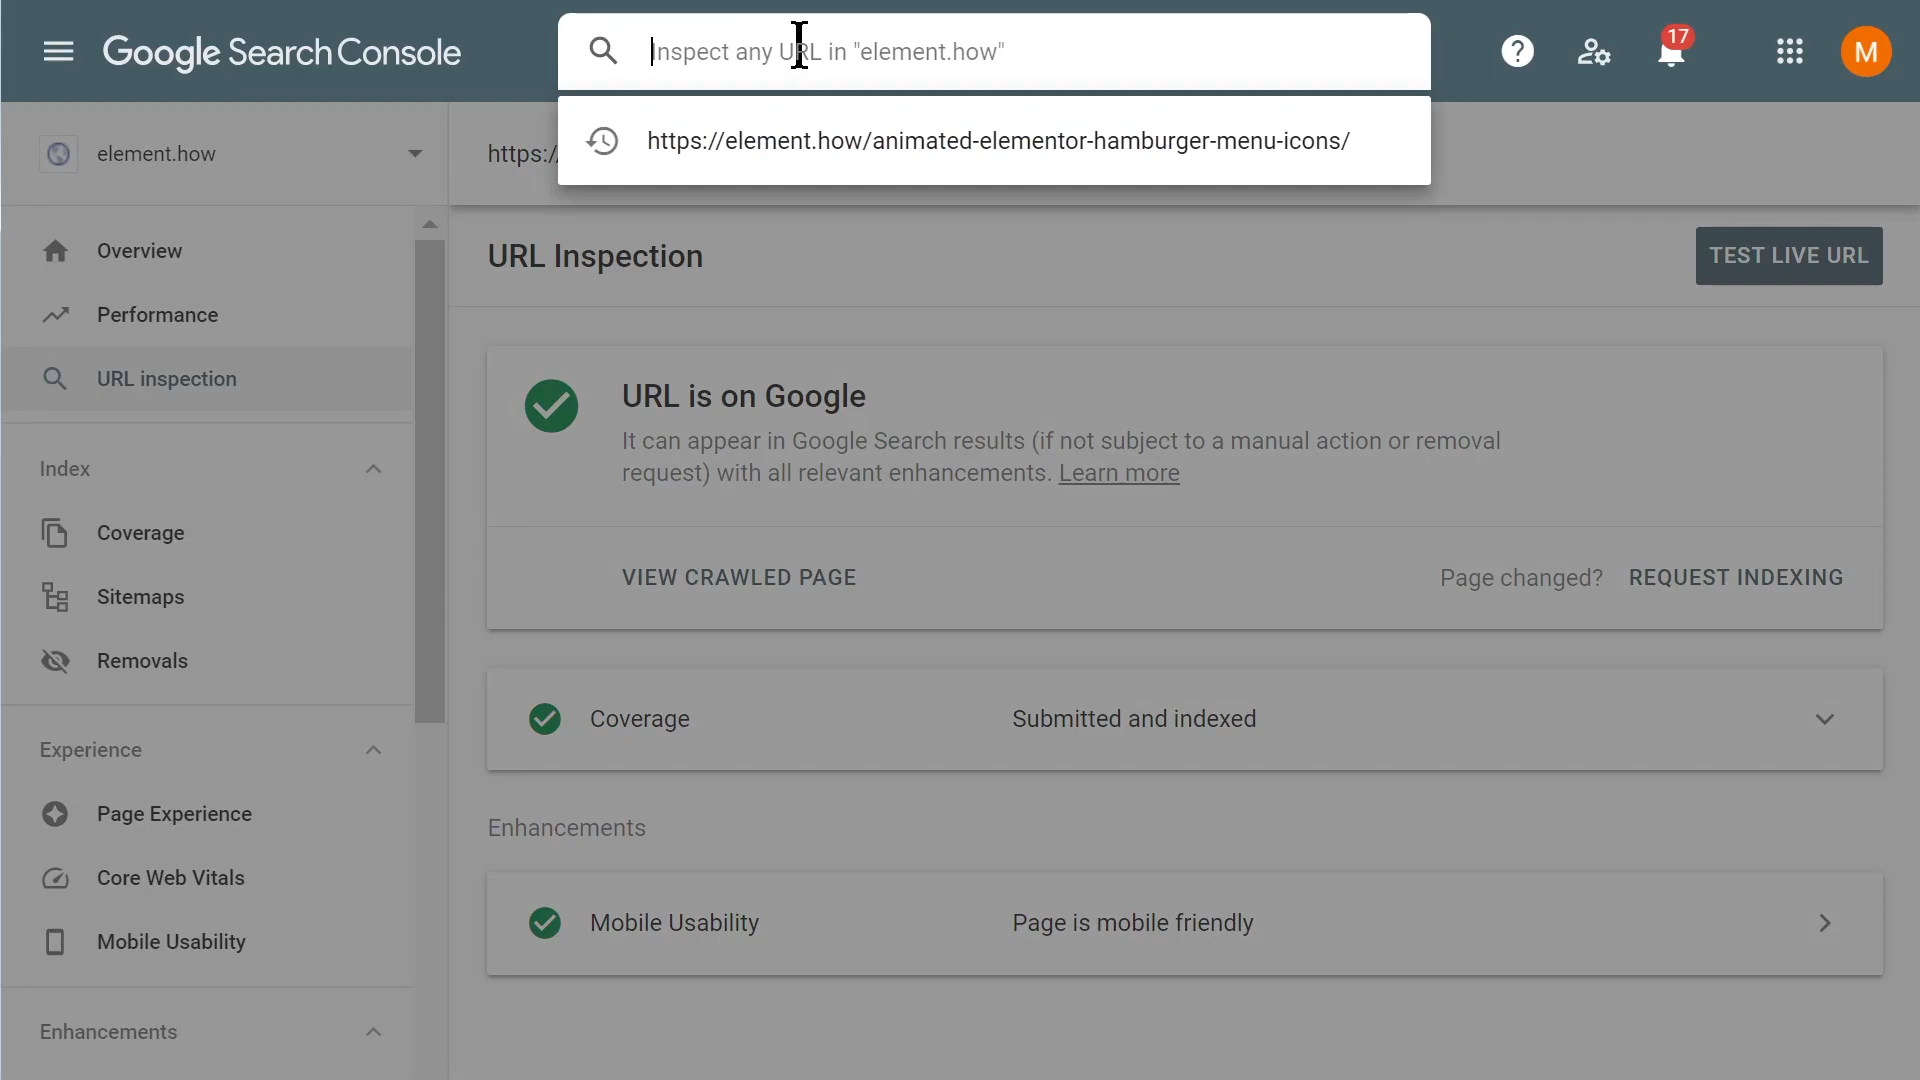 Google Search Console
Inspect any URL in "element.how"
17
M
https://element.how/animated-elementor-hamburger-menu-icons/
element.how
https://
Overview
Performance
URL inspection
Index
Coverage
Sitemaps
Removals
Experience
Page Experience
Core Web Vitals
Mobile Usability
Enhancements
URL Inspection
TEST LIVE URL
URL is on Google
It can appear in Google Search results (if not subject to a manual action or removal
request) with all relevant enhancements. Learn more
VIEW CRAWLED PAGE
Page changed? REQUEST INDEXING
Coverage Submitted and indexed
Enhancements
Mobile Usability Page is mobile friendly